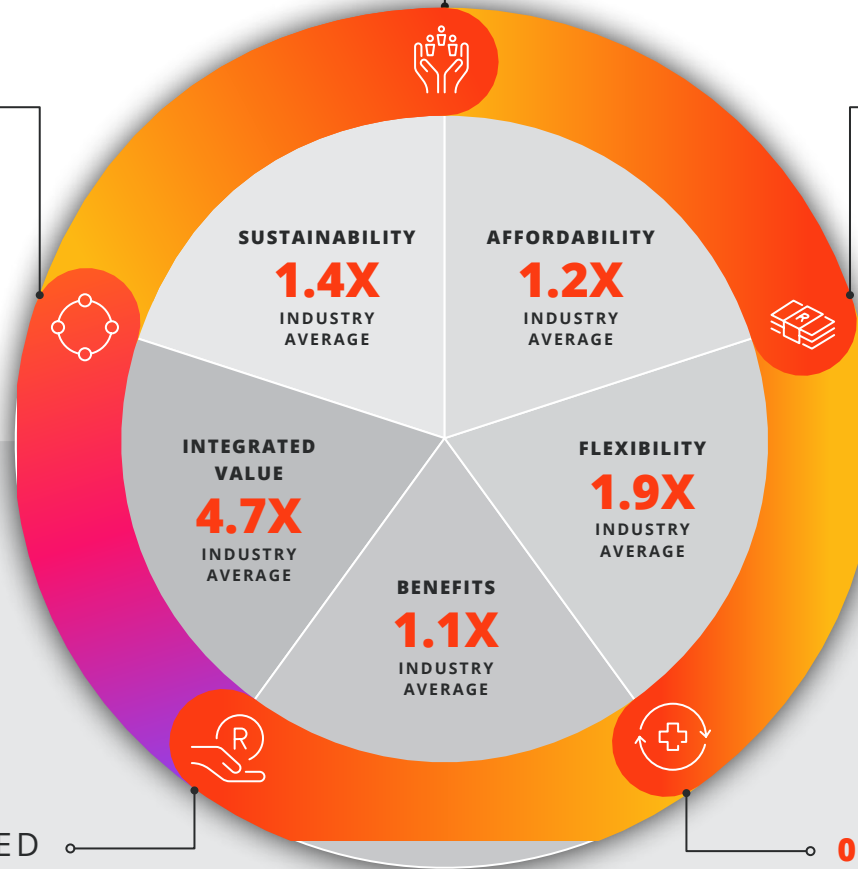 SUSTAINABILITY
1.4X
INDUSTRY
AVERAGE
AFFORDABILITY
1.2X
INDUSTRY
AVERAGE
R
INTEGRATED
VALUE
4.7X
INDUSTRY
AVERAGE
FLEXIBILITY
1.9X
INDUSTRY
AVERAGE
BENEFITS
1.1X
INDUSTRY
AVERAGE
R
ED
0